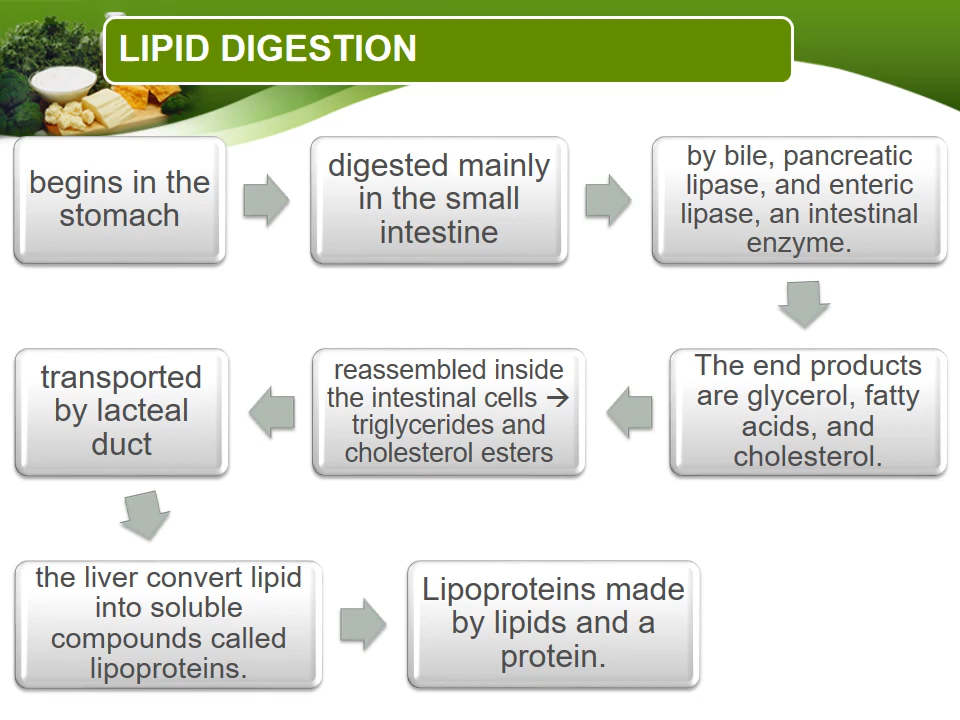 LIPID DIGESTION
begins in the
stomach
digested mainly
in the small
intestine
by bile, pancreatic
lipase, and enteric
lipase, an intestinal
enzyme.
The end products
are glycerol, fatty
acids, and
cholesterol.
reassembled inside
the intestinal cells →
triglycerides and
cholesterol esters
transported
by lacteal
duct
the liver convert lipid
into soluble
compounds called
lipoproteins.
Lipoproteins made
by lipids and a
protein.